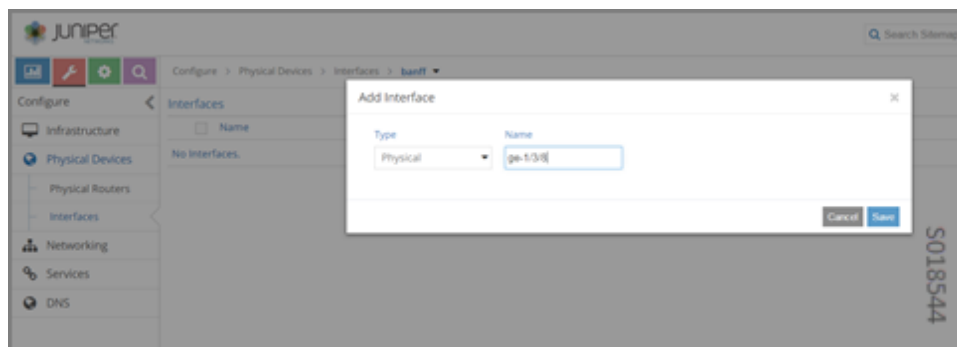 JUNIPER
NETWORKS
Search Sitemap
Configure > Physical Devices > Interfaces > banff
Configure
Interfaces
Add Interface
Name
Type
Name
Infrastructure
Physical
ge-1/3/8
No Interfaces.
Physical Devices
Physical Routers
Interfaces
Cancel
Save
Networking
Services
DNS
S018544